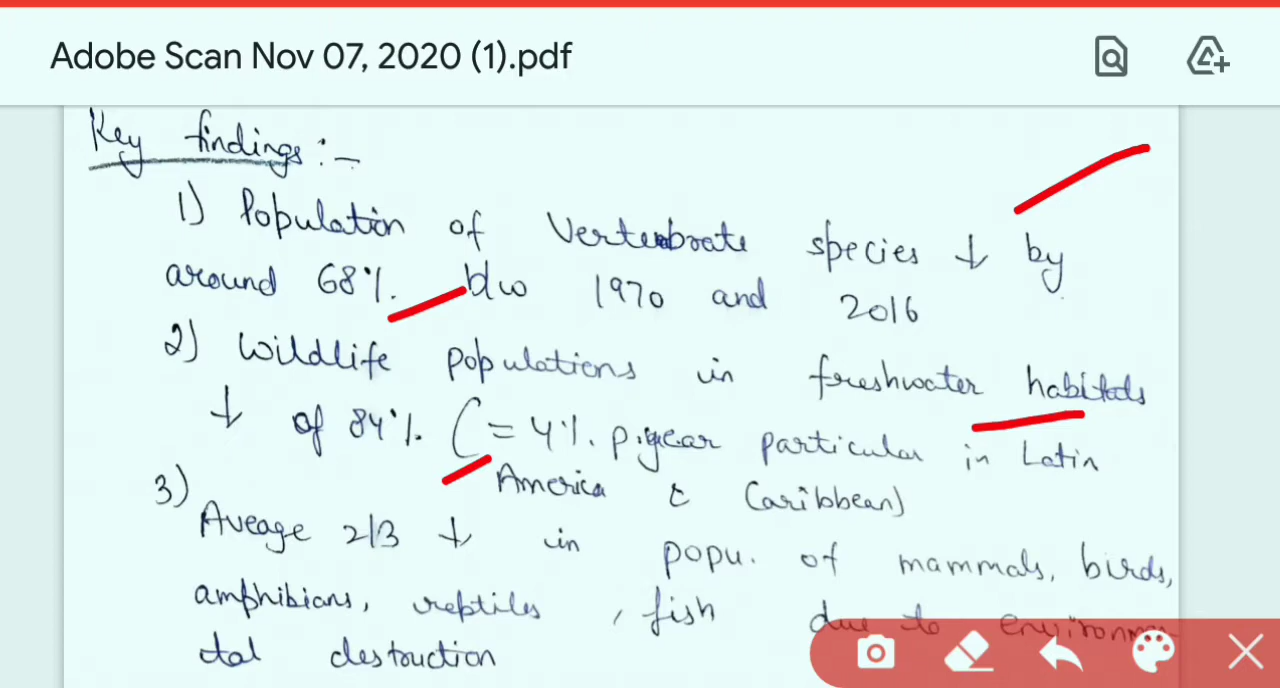 Adobe Scan Nov 07, 2020 (1).pdf
Key findings :-
1) Population of Vertebrate species ↓ by
around 68%. b/w 1970 and 2016
2) Wildlife populations in freshwater habitats
↓ of 84%. (= 4%. p.year particular in Latin
America & Caribbean)
3) Aveage 2/3 ↓ in popu. of mammals, birds,
amphibians, reptiles, fish due to environme
tal destruction